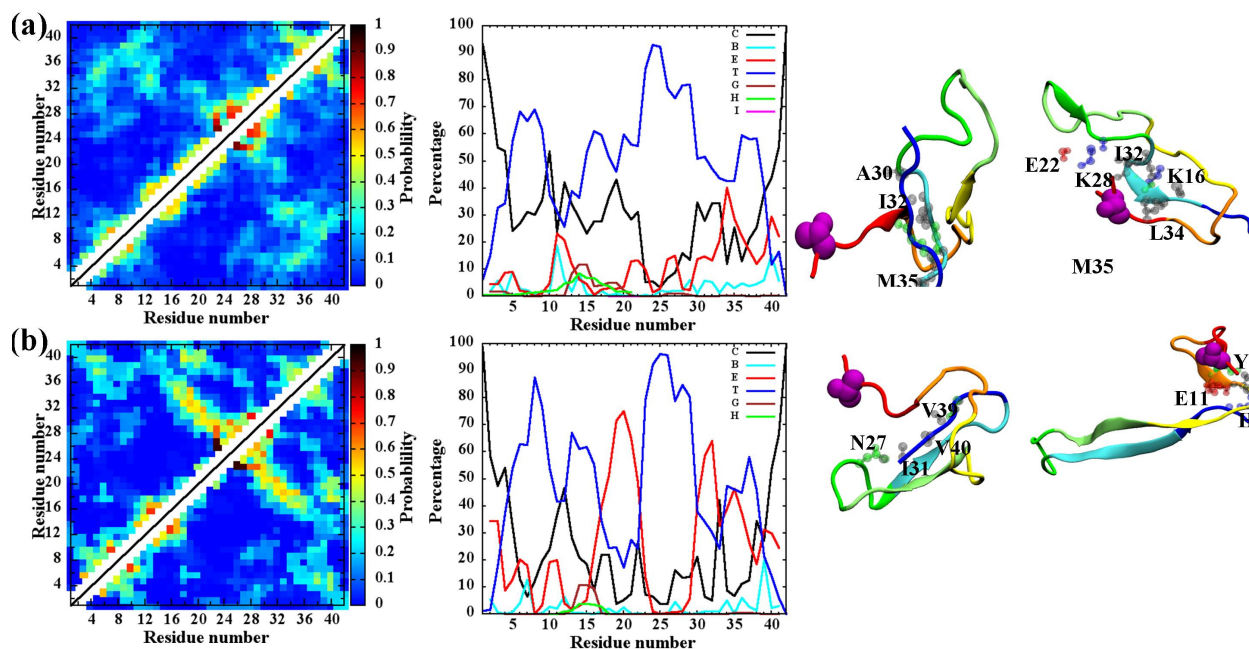 (a)
Residue number
40
36
32
28
24
20
16
12
8
4
4 8 12 16 20 24 28 32 36 40
Residue number
1
0.9
0.8
0.7
0.6
0.5
0.4
0.3
0.2
0.1
0
Probability
Percentage
100
90
80
70
60
50
40
30
20
10
0
5 10 15 20 25 30 35 40
Residue number
C
B
E
T
G
H
I
A30
I32
M35
E22
I32
K28
K16
L34
M35
(b)
Residue number
40
36
32
28
24
20
16
12
8
4
4 8 12 16 20 24 28 32 36 40
Residue number
1
0.9
0.8
0.7
0.6
0.5
0.4
0.3
0.2
0.1
0
Probability
Percentage
100
90
80
70
60
50
40
30
20
10
0
5 10 15 20 25 30 35 40
Residue number
C
B
E
T
G
H
V39
N27
V40
I31
Y
E11